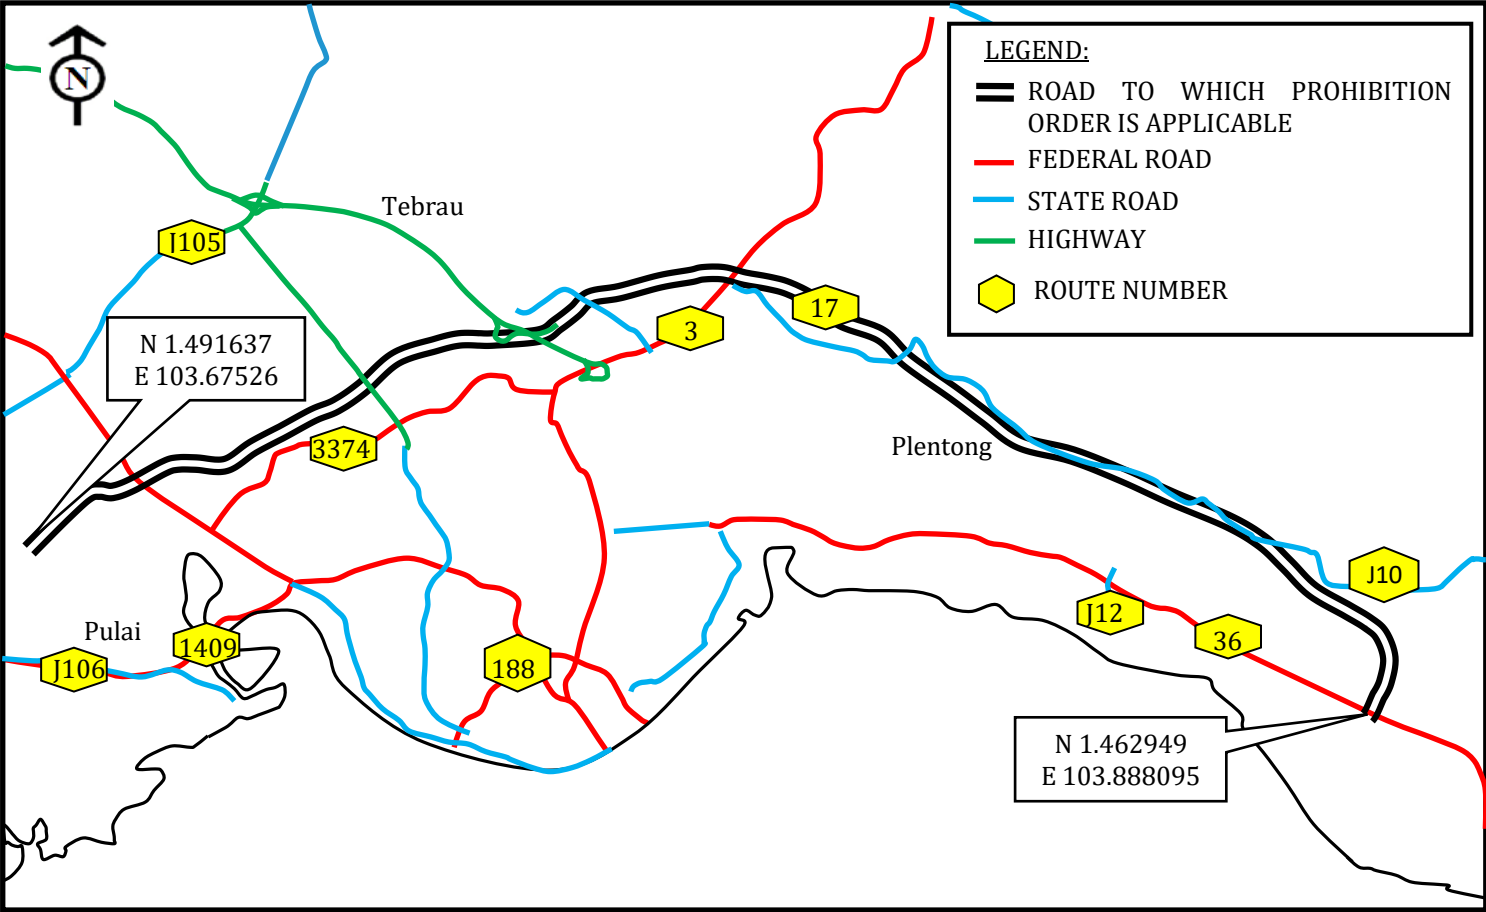 N
LEGEND:
ROAD TO WHICH PROHIBITION
ORDER IS APPLICABLE
FEDERAL ROAD
STATE ROAD
HIGHWAY
ROUTE NUMBER
Tebrau
J105
17
3
N 1.491637
E 103.67526
3374
Plentong
J10
J12
36
Pulai
1409
J106
188
N 1.462949
E 103.888095